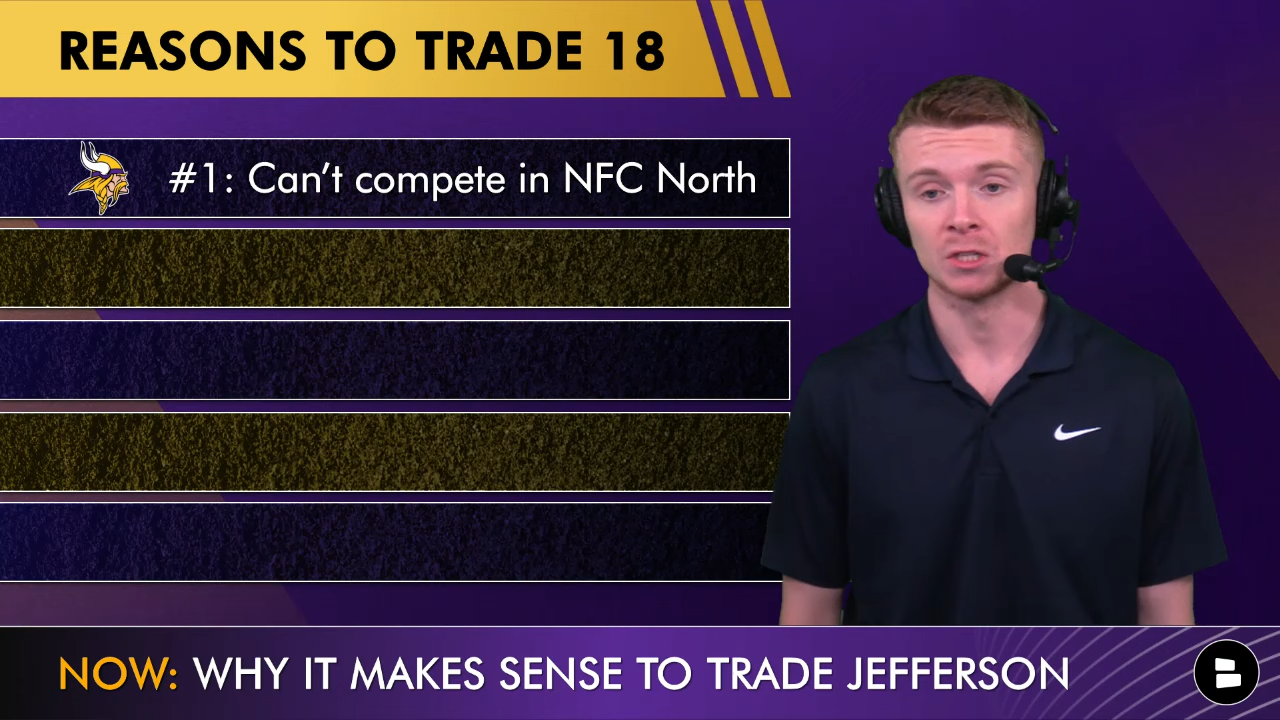 REASONS TO TRADE 18
#1: Can't compete in NFC North
NOW: WHY IT MAKES SENSE TO TRADE JEFFERSON